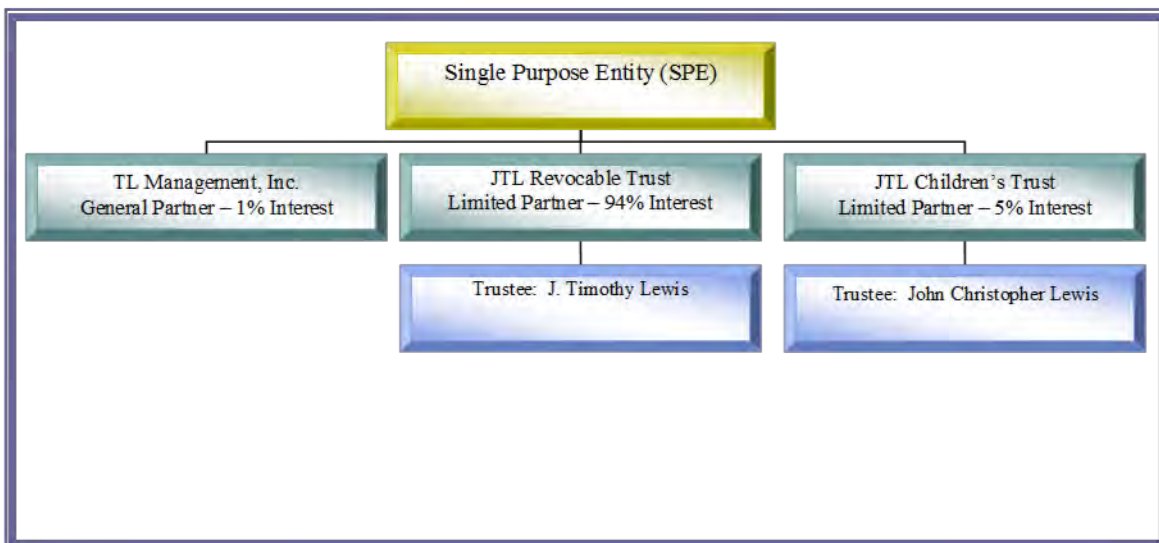 Single Purpose Entity (SPE)
TL Management, Inc.
General Partner – 1% Interest
JTL Revocable Trust
Limited Partner – 94% Interest
JTL Children’s Trust
Limited Partner – 5% Interest
Trustee: J. Timothy Lewis
Trustee: John Christopher Lewis